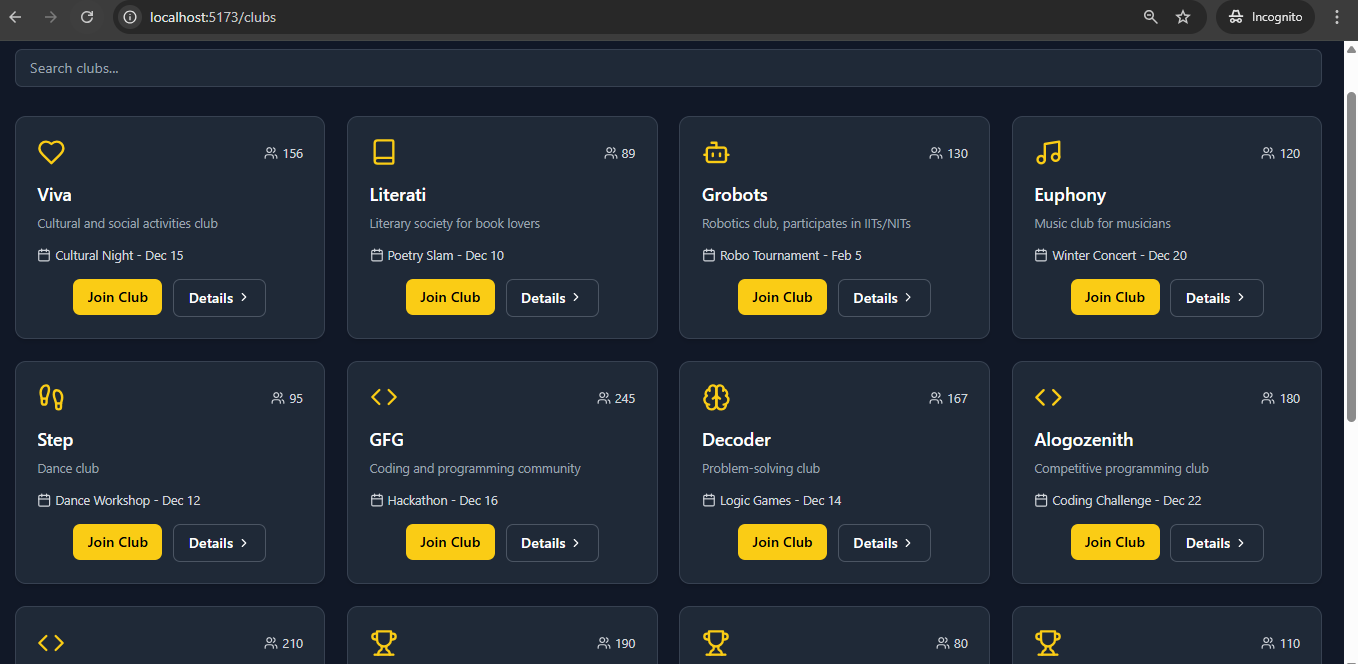 localhost:5173/clubs
Incognito
Search clubs...
156
Viva
Cultural and social activities club
Cultural Night - Dec 15
Join Club Details
89
Literati
Literary society for book lovers
Poetry Slam - Dec 10
Join Club Details
130
Grobots
Robotics club, participates in IITs/NITs
Robo Tournament - Feb 5
Join Club Details
120
Euphony
Music club for musicians
Winter Concert - Dec 20
Join Club Details
95
Step
Dance club
Dance Workshop - Dec 12
Join Club Details
245
GFG
Coding and programming community
Hackathon - Dec 16
Join Club Details
167
Decoder
Problem-solving club
Logic Games - Dec 14
Join Club Details
180
Alogozenith
Competitive programming club
Coding Challenge - Dec 22
Join Club Details
210
190
80
110